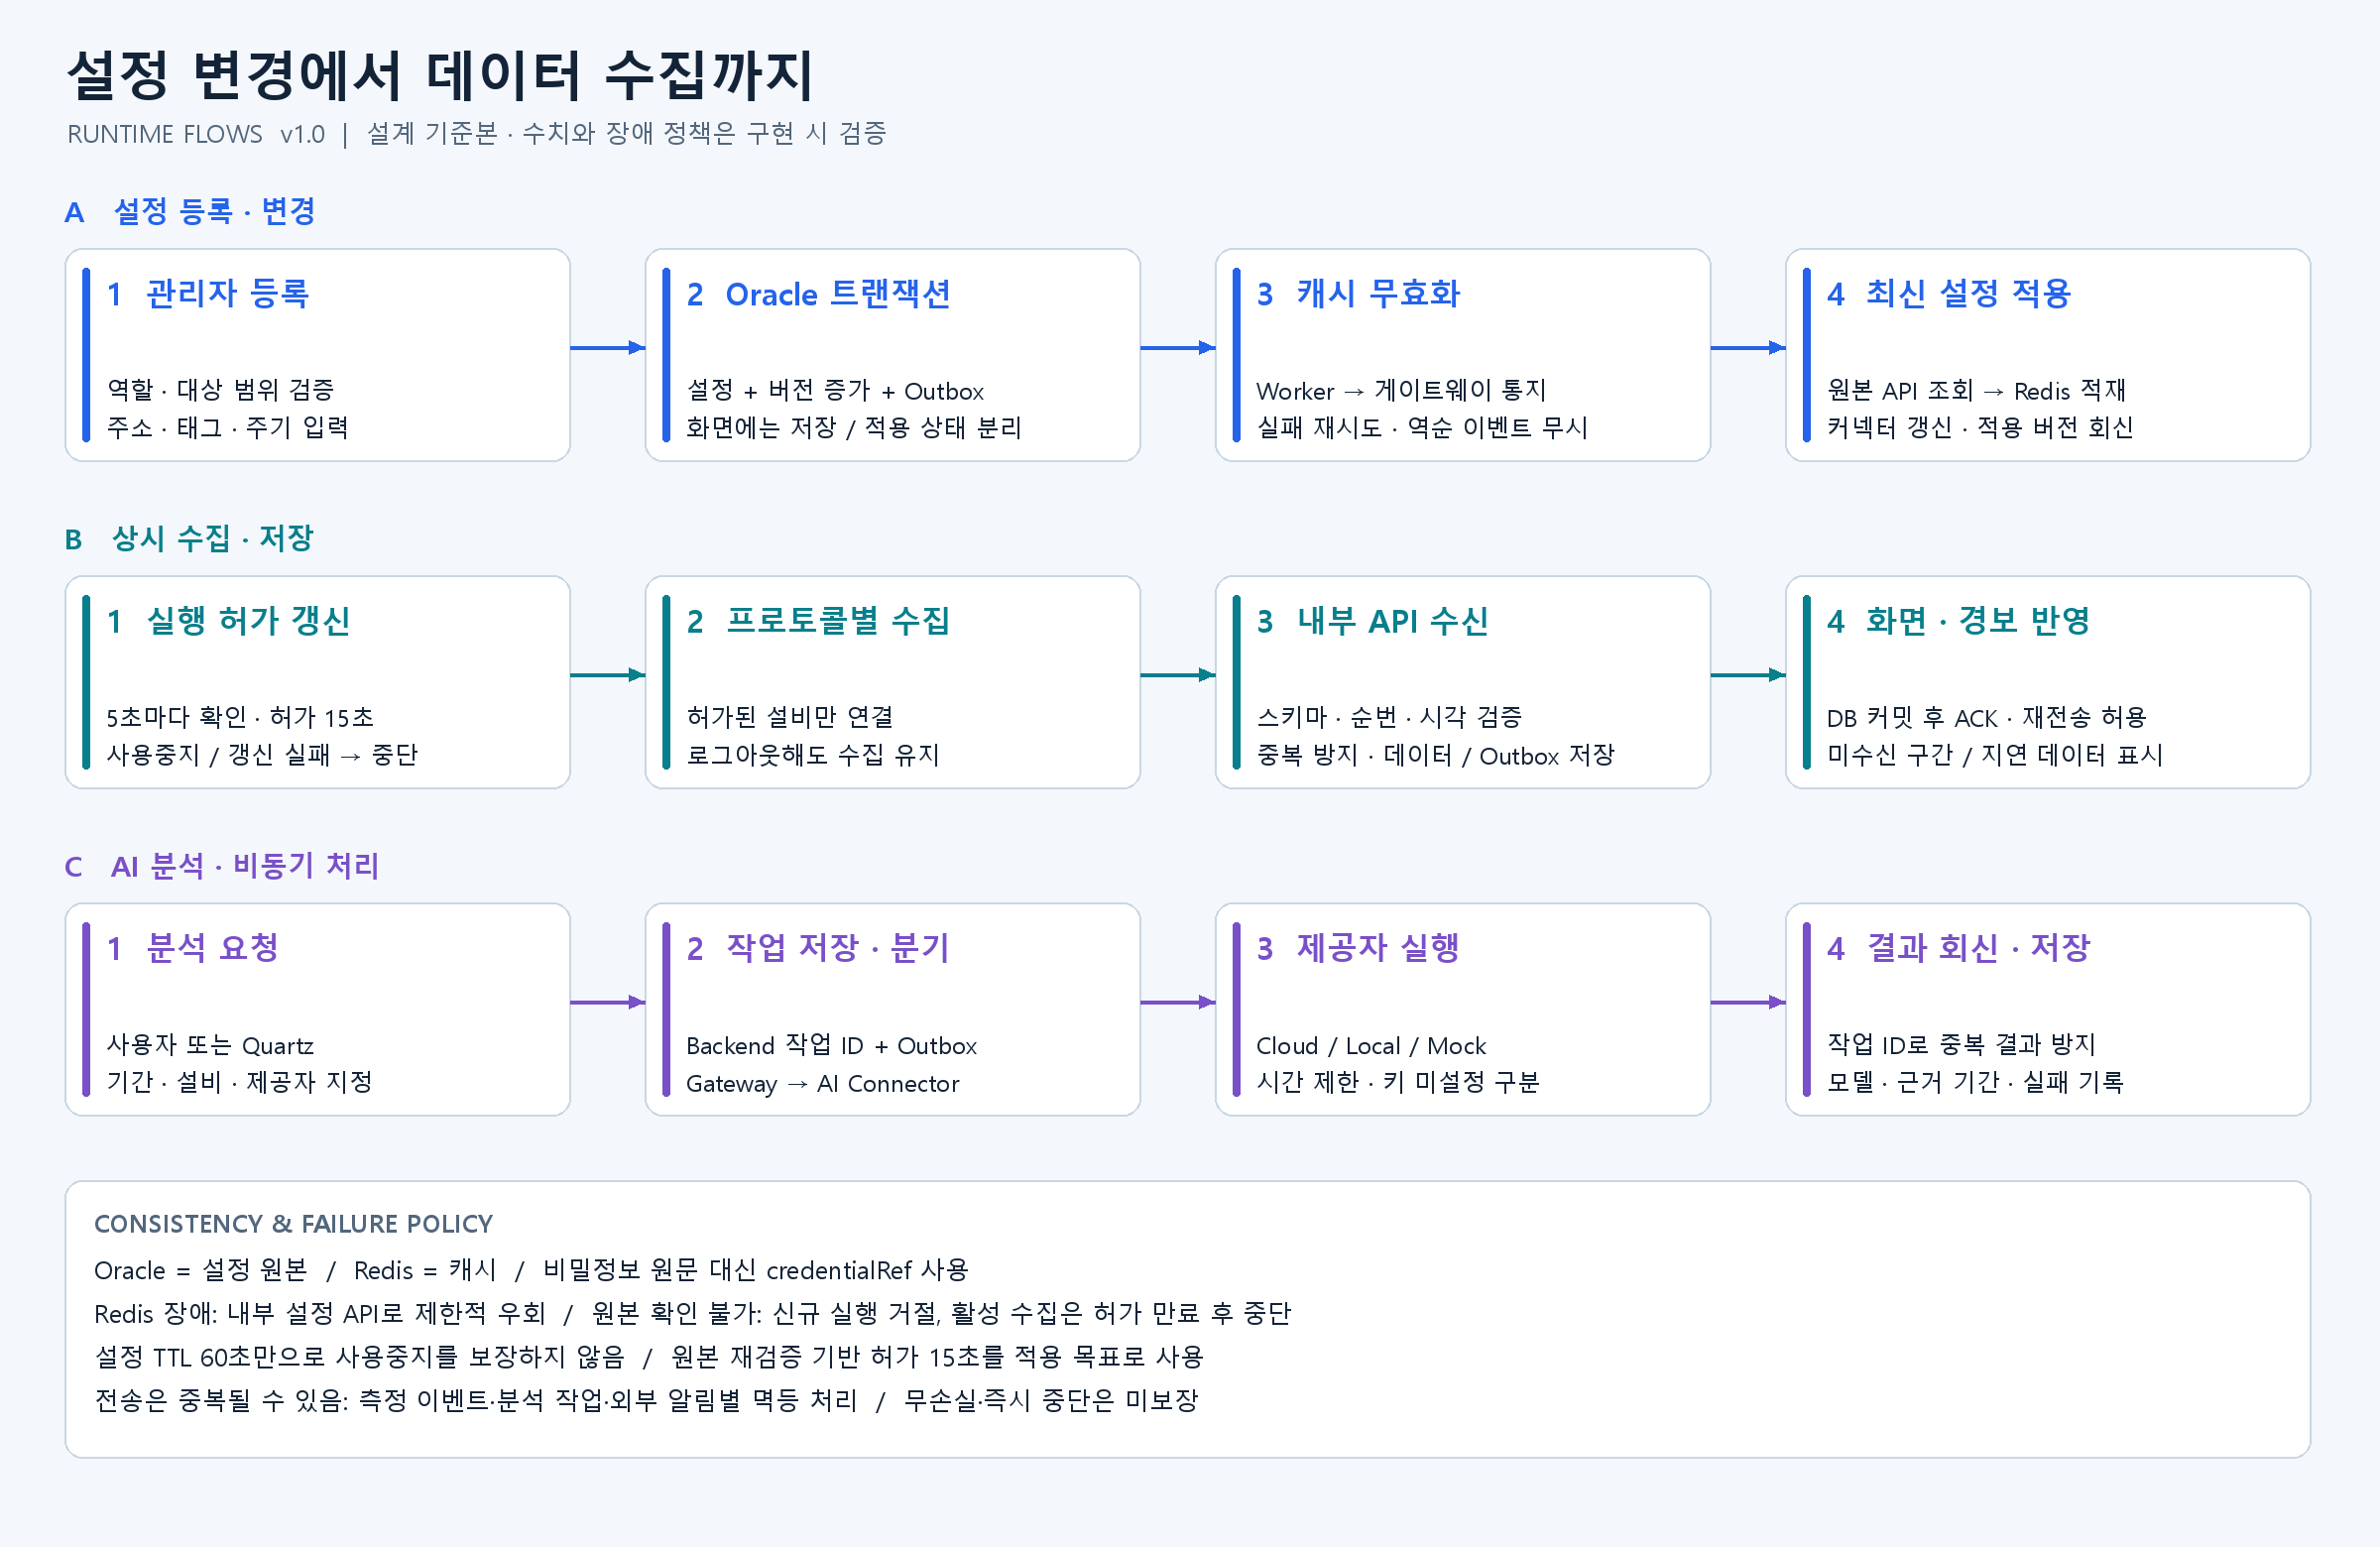 설정 변경에서 데이터 수집까지
RUNTIME FLOWS v1.0 | 설계 기준본 · 수치와 장애 정책은 구현 시 검증
A 설정 등록 · 변경
1 관리자 등록
역할 · 대상 범위 검증
주소 · 태그 · 주기 입력
2 Oracle 트랜잭션
설정 + 버전 증가 + Outbox
화면에는 저장 / 적용 상태 분리
3 캐시 무효화
Worker → 게이트웨이 통지
실패 재시도 · 역순 이벤트 무시
4 최신 설정 적용
원본 API 조회 → Redis 적재
커넥터 갱신 · 적용 버전 회신
B 상시 수집 · 저장
1 실행 허가 갱신
5초마다 확인 · 허가 15초
사용중지 / 갱신 실패 → 중단
2 프로토콜별 수집
허가된 설비만 연결
로그아웃해도 수집 유지
3 내부 API 수신
스키마 · 순번 · 시각 검증
중복 방지 · 데이터 / Outbox 저장
4 화면 · 경보 반영
DB 커밋 후 ACK · 재전송 허용
미수신 구간 / 지연 데이터 표시
C AI 분석 · 비동기 처리
1 분석 요청
사용자 또는 Quartz
기간 · 설비 · 제공자 지정
2 작업 저장 · 분기
Backend 작업 ID + Outbox
Gateway → AI Connector
3 제공자 실행
Cloud / Local / Mock
시간 제한 · 키 미설정 구분
4 결과 회신 · 저장
작업 ID로 중복 결과 방지
모델 · 근거 기간 · 실패 기록
CONSISTENCY & FAILURE POLICY
Oracle = 설정 원본 / Redis = 캐시 / 비밀정보 원문 대신 credentialRef 사용
Redis 장애: 내부 설정 API로 제한적 우회 / 원본 확인 불가: 신규 실행 거절, 활성 수집은 허가 만료 후 중단
설정 TTL 60초만으로 사용중지를 보장하지 않음 / 원본 재검증 기반 허가 15초를 적용 목표로 사용
전송은 중복될 수 있음: 측정 이벤트·분석 작업·외부 알림별 멱등 처리 / 무손실·즉시 중단은 미보장